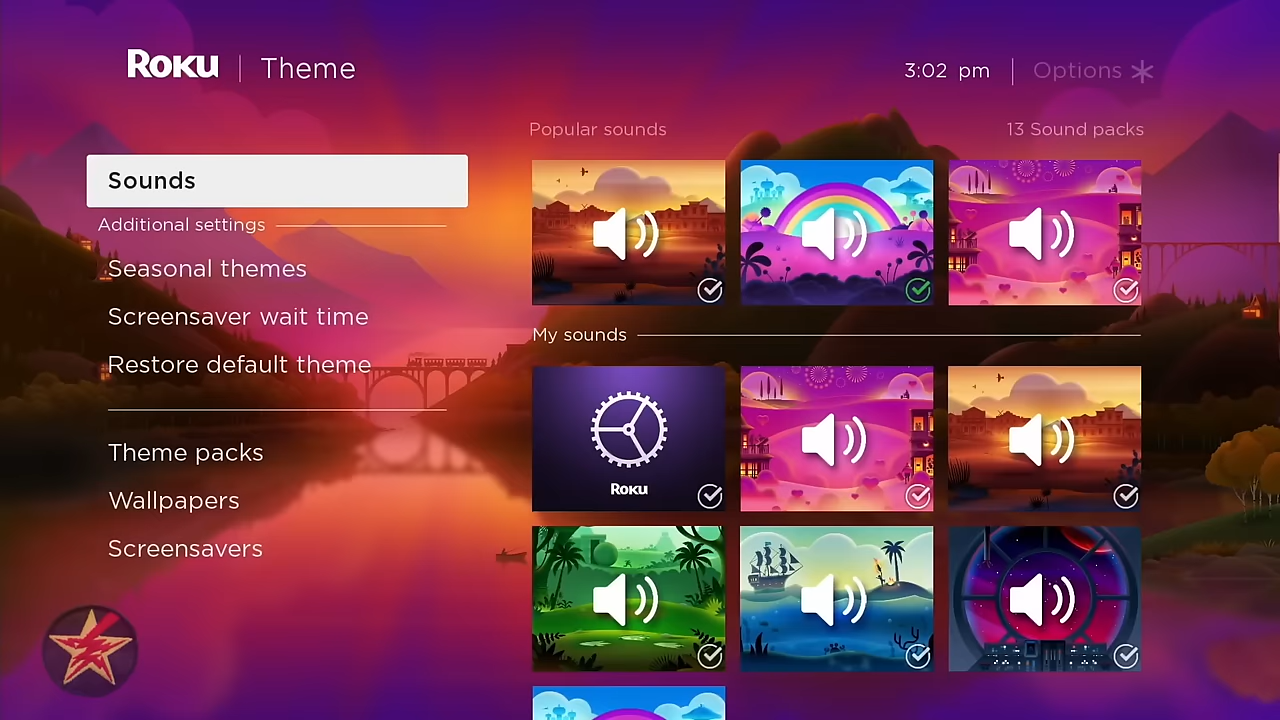 Roku | Theme
3:02 pm | Options
Sounds
Additional settings
Seasonal themes
Screensaver wait time
Restore default theme
Theme packs
Wallpapers
Screensavers
Popular sounds
13 Sound packs
My sounds
Roku